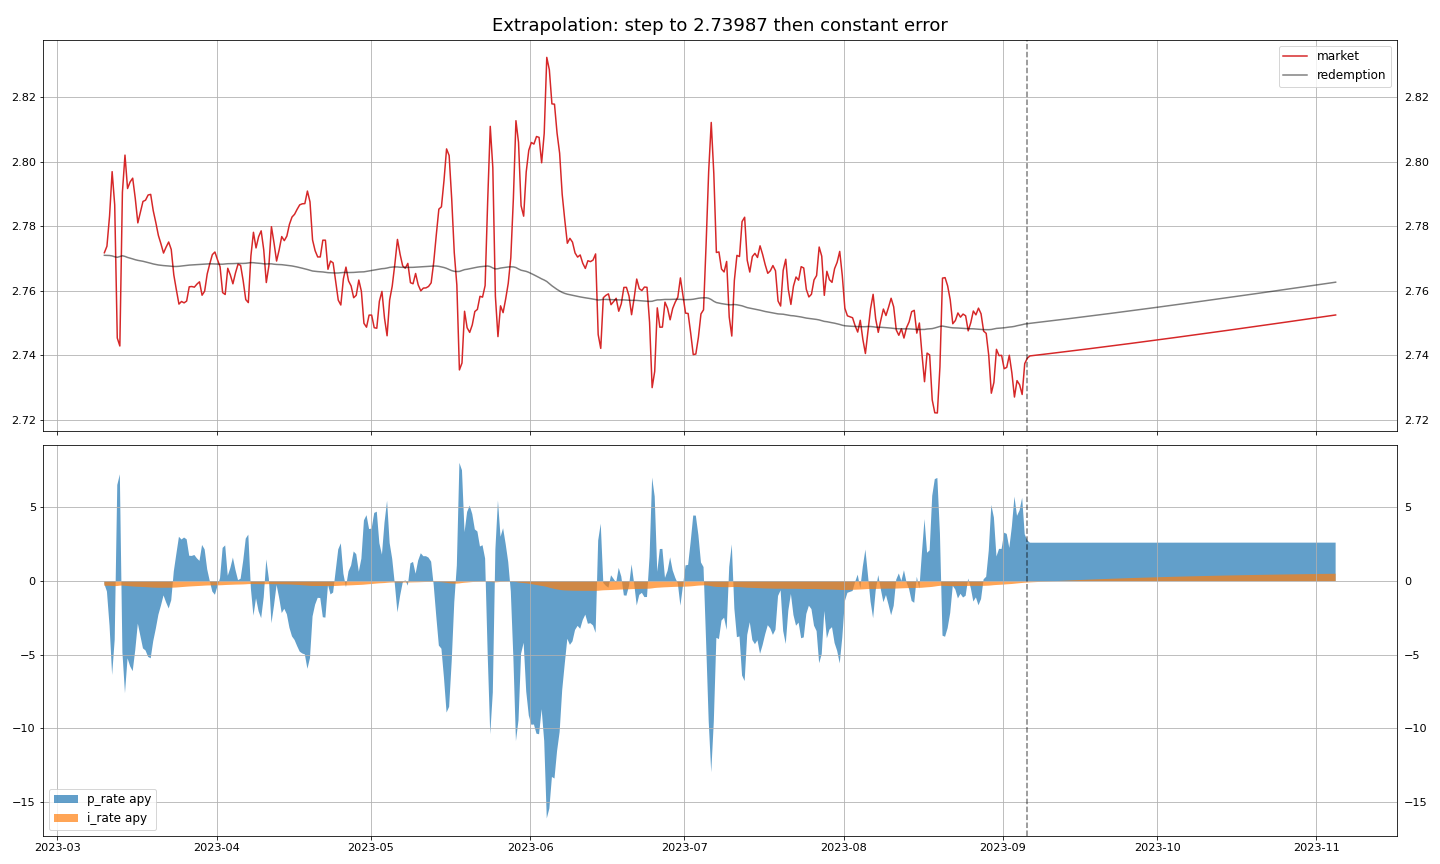 Extrapolation: step to 2.73987 then constant error
market
redemption
2.82 2.82
2.80 2.80
2.78 2.78
2.76 2.76
2.74 2.74
2.72 2.72
5 5
0 0
−5 −5
−10 −10
−15 −15
p_rate apy
i_rate apy
2023-03 2023-04 2023-05 2023-06 2023-07 2023-08 2023-09 2023-10 2023-11